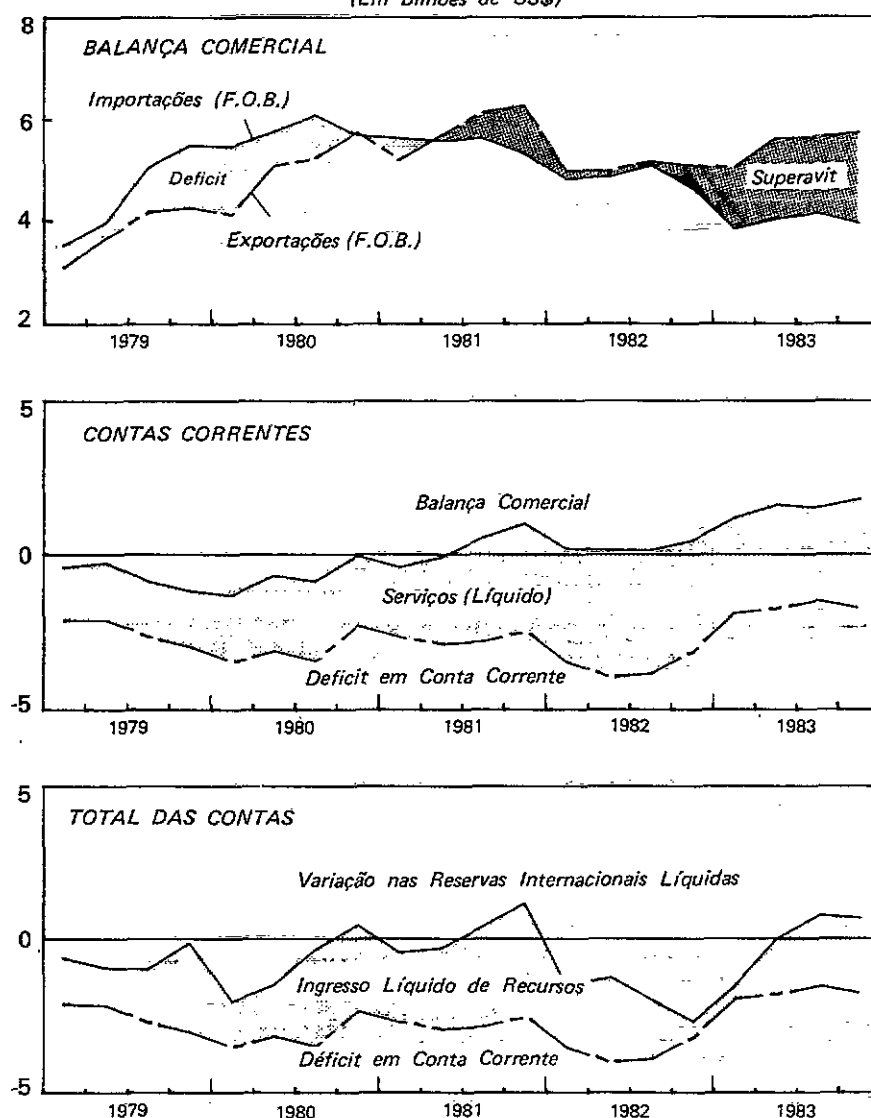 (Em Bilhões de US$)
8
BALANÇA COMERCIAL
Importações (F.O.B.)
6
Deficit
Superavit
4
Exportações (F.O.B.)
2
1979 1980 1981 1982 1983
5
CONTAS CORRENTES
Balança Comercial
0
Serviços (Líquido)
Deficit em Conta Corrente
-5
1979 1980 1981 1982 1983
5
TOTAL DAS CONTAS
Variação nas Reservas Internacionais Líquidas
0
Ingresso Líquido de Recursos
Déficit em Conta Corrente
-5
1979 1980 1981 1982 1983